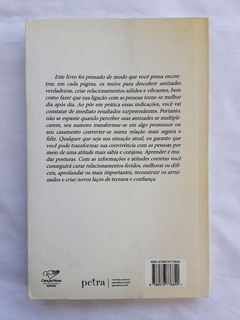 Este livro foi pensado de modo que você possa encon-
trar, em cada página, os meios para descobrir amizades
verdadeiras, criar relacionamentos sólidos e vibrantes, bem
como fazer que sua ligação com as pessoas torne-se melhor
dia após dia. Ao pôr em prática essas indicações, você vai
constatar de imediato resultados surpreendentes. Portanto,
não se espante quando perceber suas amizades se multipli-
carem, seu namoro transformar-se em algo promissor ou
seu casamento converter-se numa relação mais segura e
feliz. Qualquer que seja sua situação atual, eu garanto que
você pode transformar sua convivência com as pessoas por
meio de uma atitude mais sábia e corajosa. Aprender é mu-
dar posturas. Com as informações e atitudes corretas você
conseguirá curar relacionamentos feridos, melhorar os di-
fíceis, aprofundar os mais importantes, reconstruir os arrui-
nados e criar novos laços de ternura e confiança.
Canção Nova
petra